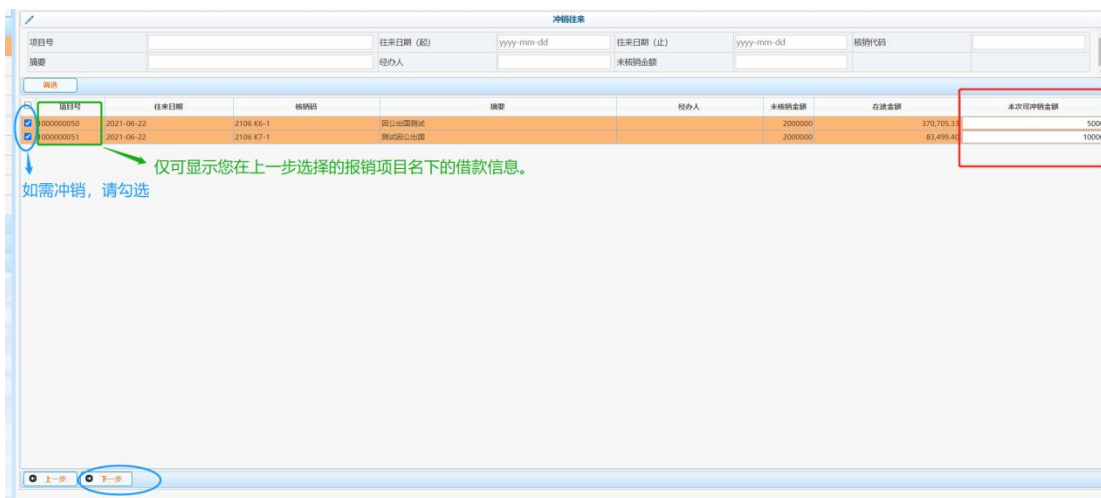 冲销往来
项目号 往来日期（起） yyyy-mm-dd 往来日期（止） yyyy-mm-dd 核销代码
摘要 经办人 未核销金额
筛选
项目号 往来日期 核销码 摘要 经办人 未核销金额 在途金额 本次可冲销金额
1000000050 2021-06-22 2106 K6-1 因公出国测试 2000000 370,705.33
1000000051 2021-06-22 2106 K7-1 测试因公出国 2000000 83,499.40
仅可显示您在上一步选择的报销项目名下的借款信息。
如需冲销，请勾选
上一步 下一步